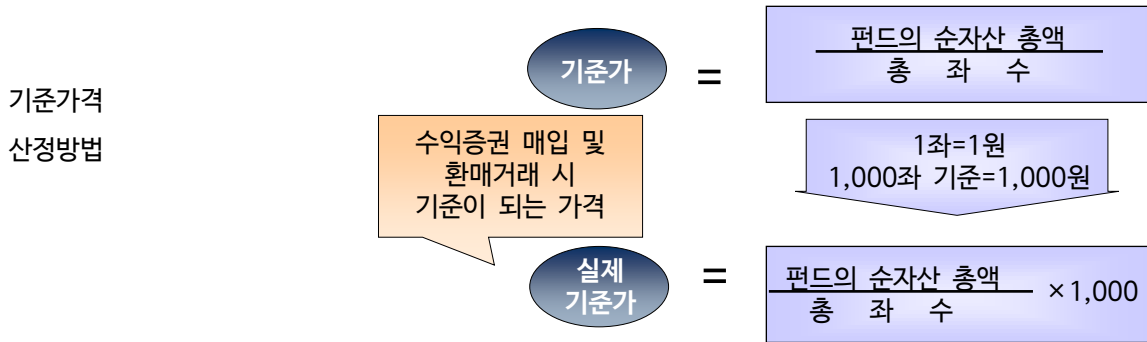 기준가격
산정방법
기준가
=
펀드의 순자산 총액
총 좌 수
수익증권 매입 및
환매거래 시
기준이 되는 가격
1좌=1원
1,000좌 기준=1,000원
실제
기준가
=
펀드의 순자산 총액
총 좌 수
×1,000